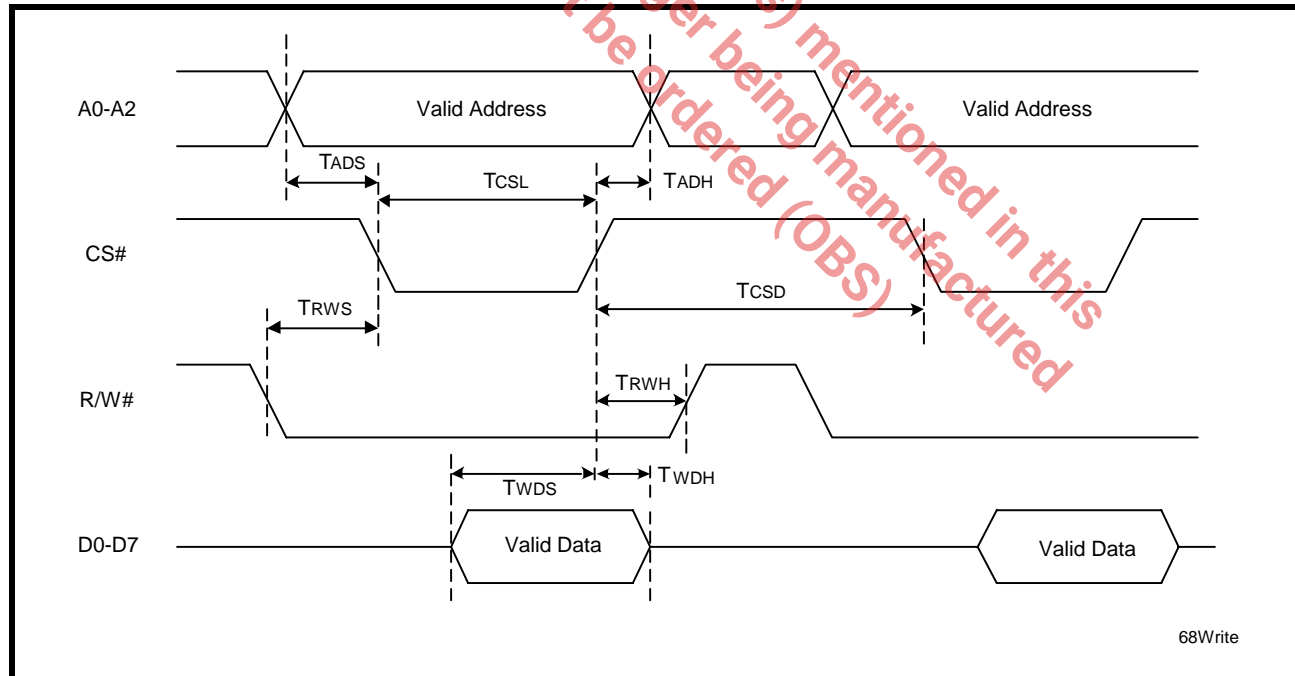 s) mentioned in this
ger being manufactured
t be ordered (OBS)
A0-A2
Valid Address
Valid Address
TADS
TCSL
TADH
CS#
TCSD
TRWS
R/W#
TRWH
TWDS
TWDH
D0-D7
Valid Data
Valid Data
68Write